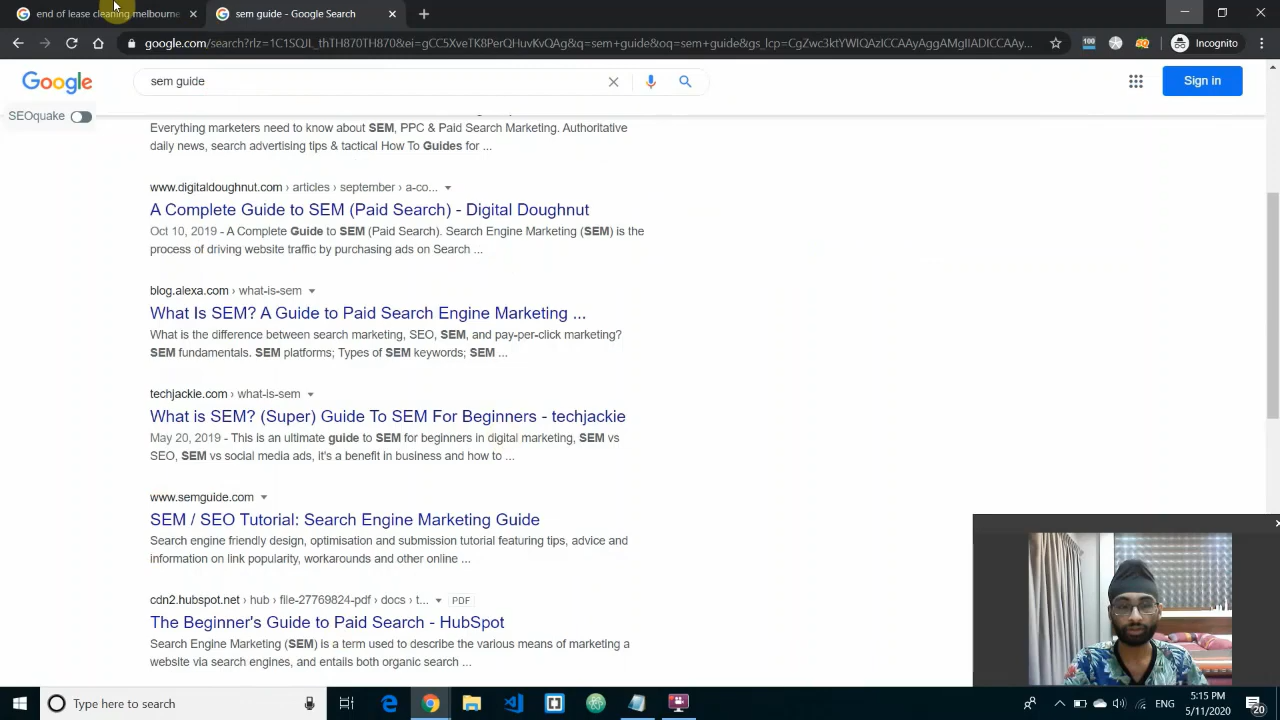 end of lease cleaning melbourne
sem guide - Google Search
google.com/search?rlz=1C1SQJL_thTH870TH870&ei=gCC5XveTK8PerQHuvKvQAg&q=sem+guide&oq=sem+guide&gs_lcp=CgZwc3ktYWIQAzICCAAyAggAMgIIADICCAAy...
100
Incognito
Google
sem guide
Sign in
SEOquake
Everything marketers need to know about SEM, PPC & Paid Search Marketing. Authoritative
daily news, search advertising tips & tactical How To Guides for ...
www.digitaldoughnut.com › articles › september › a-co...
A Complete Guide to SEM (Paid Search) - Digital Doughnut
Oct 10, 2019 - A Complete Guide to SEM (Paid Search). Search Engine Marketing (SEM) is the
process of driving website traffic by purchasing ads on Search ...
blog.alexa.com › what-is-sem
What Is SEM? A Guide to Paid Search Engine Marketing ...
What is the difference between search marketing, SEO, SEM, and pay-per-click marketing?
SEM fundamentals. SEM platforms; Types of SEM keywords; SEM ...
techjackie.com › what-is-sem
What is SEM? (Super) Guide To SEM For Beginners - techjackie
May 20, 2019 - This is an ultimate guide to SEM for beginners in digital marketing, SEM vs
SEO, SEM vs social media ads, it's a benefit in business and how to ...
www.semguide.com
SEM / SEO Tutorial: Search Engine Marketing Guide
Search engine friendly design, optimisation and submission tutorial featuring tips, advice and
information on link popularity, workarounds and other online ...
cdn2.hubspot.net › hub › file-27769824-pdf › docs › t... PDF
The Beginner's Guide to Paid Search - HubSpot
Search Engine Marketing (SEM) is a term used to describe the various means of marketing a
website via search engines, and entails both organic search ...
Type here to search
ENG
5:15 PM
5/11/2020
20